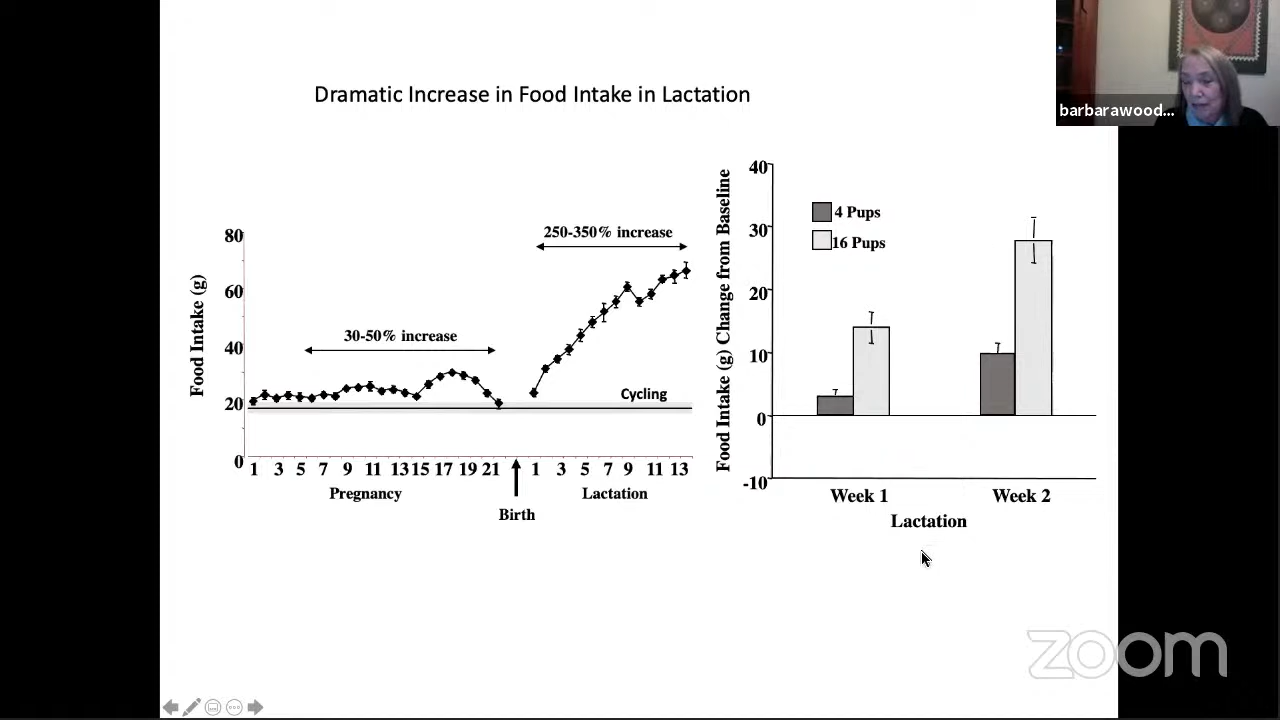 barbarawood...
Dramatic Increase in Food Intake in Lactation
Food Intake (g)
80
60
40
20
0
250-350% increase
30-50% increase
Cycling
1 3 5 7 9 11 13 15 17 19 21
1 3 5 7 9 11 13
Pregnancy
Lactation
Birth
Food Intake (g) Change from Baseline
40
30
20
10
0
-10
4 Pups
16 Pups
Week 1
Week 2
Lactation
zoom